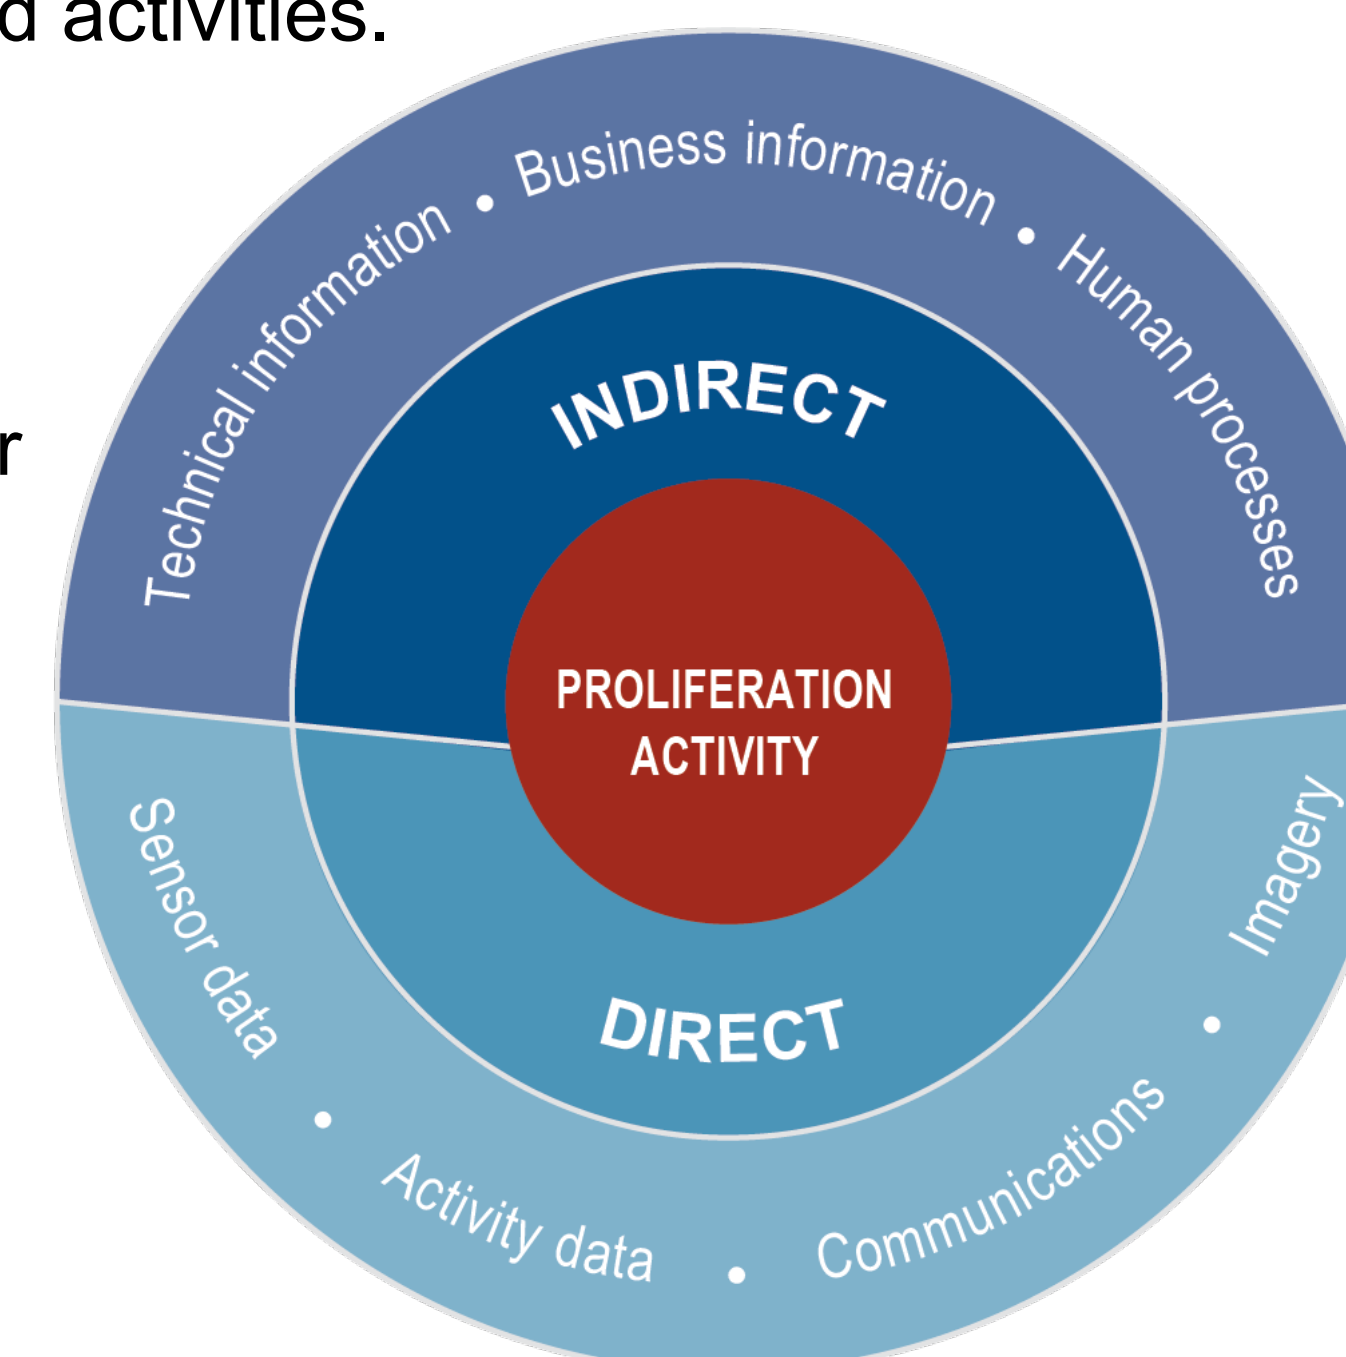 d activities.
r
Technical information • Business information • Human processes
INDIRECT
PROLIFERATION
ACTIVITY
DIRECT
Sensor data • Activity data • Communications • Imagery